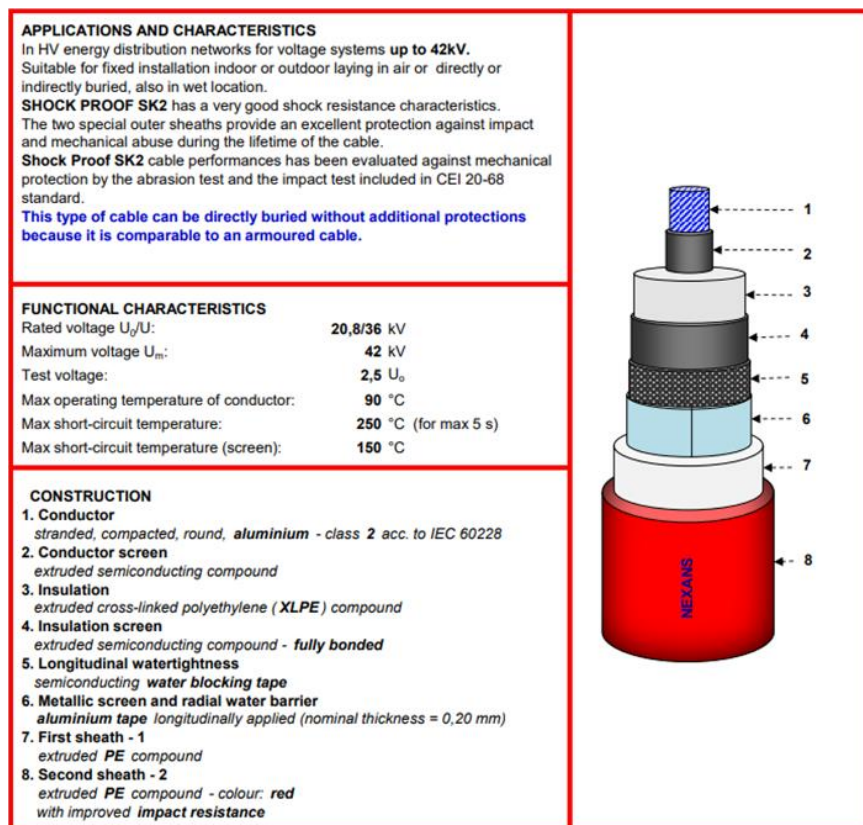 APPLICATIONS AND CHARACTERISTICS
In HV energy distribution networks for voltage systems up to 42kV.
Suitable for fixed installation indoor or outdoor laying in air or directly or
indirectly buried, also in wet location.
SHOCK PROOF SK2 has a very good shock resistance characteristics.
The two special outer sheaths provide an excellent protection against impact
and mechanical abuse during the lifetime of the cable.
Shock Proof SK2 cable performances has been evaluated against mechanical
protection by the abrasion test and the impact test included in CEI 20-68
standard.
This type of cable can be directly buried without additional protections
because it is comparable to an armoured cable.
FUNCTIONAL CHARACTERISTICS
Rated voltage U0/U: 20,8/36 kV
Maximum voltage Um: 42 kV
Test voltage: 2,5 Uo
Max operating temperature of conductor: 90 °C
Max short-circuit temperature: 250 °C (for max 5 s)
Max short-circuit temperature (screen): 150 °C
CONSTRUCTION
1. Conductor
stranded, compacted, round, aluminium - class 2 acc. to IEC 60228
2. Conductor screen
extruded semiconducting compound
3. Insulation
extruded cross-linked polyethylene (XLPE) compound
4. Insulation screen
extruded semiconducting compound - fully bonded
5. Longitudinal watertightness
semiconducting water blocking tape
6. Metallic screen and radial water barrier
aluminium tape longitudinally applied (nominal thickness = 0,20 mm)
7. First sheath - 1
extruded PE compound
8. Second sheath - 2
extruded PE compound - colour: red
with improved impact resistance
1
2
3
4
5
6
7
8
NEXANS